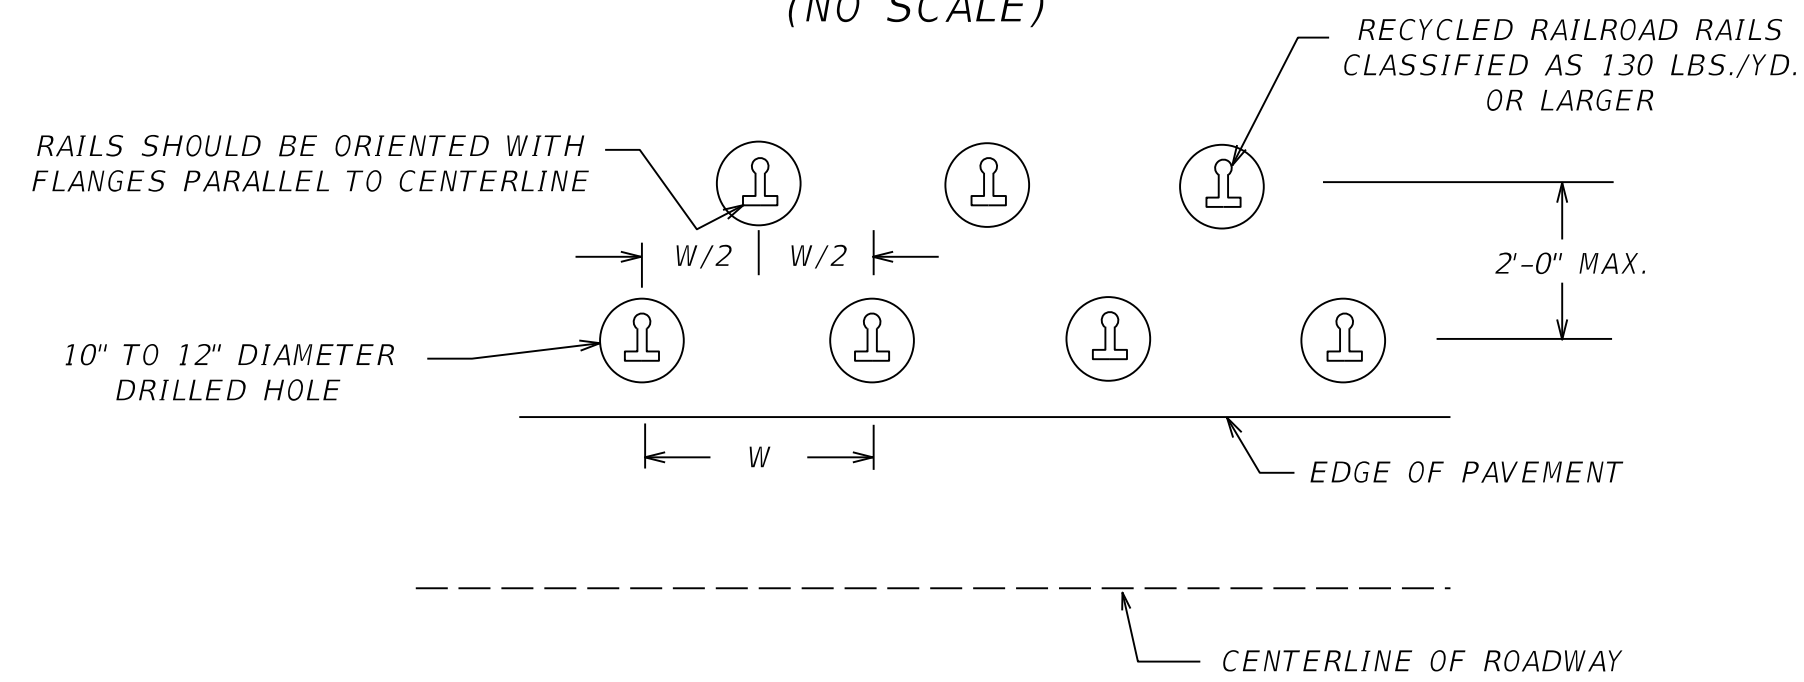 (NO SCALE)
RECYCLED RAILROAD RAILS
CLASSIFIED AS 130 LBS./YD.
OR LARGER
RAILS SHOULD BE ORIENTED WITH
FLANGES PARALLEL TO CENTERLINE
W/2 W/2
2'-0" MAX.
10" TO 12" DIAMETER
DRILLED HOLE
W
EDGE OF PAVEMENT
CENTERLINE OF ROADWAY